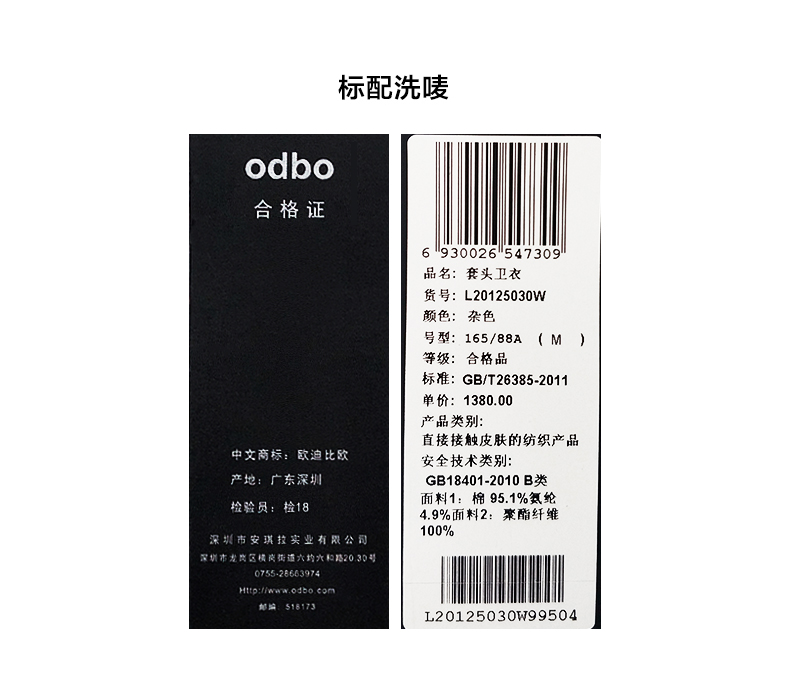 标配洗唛
odbo
合格证
中文商标：欧迪比欧
产地：广东深圳
检验员：检18
深圳市安琪拉实业有限公司
深圳市龙岗区横岗街道六约六和路20.30号
0755-28663974
Http://www.odbo.com
邮编：518173
6 930026 547309
品名：套头卫衣
货号：L20125030W
颜色：杂色
号型：165/88A （M ）
等级：合格品
标准：GB/T26385-2011
单价：1380.00
产品类别：
直接接触皮肤的纺织产品
安全技术类别：
GB18401-2010 B类
面料1：棉 95.1%氨纶
4.9%面料2：聚酯纤维
100%
L20125030W99504